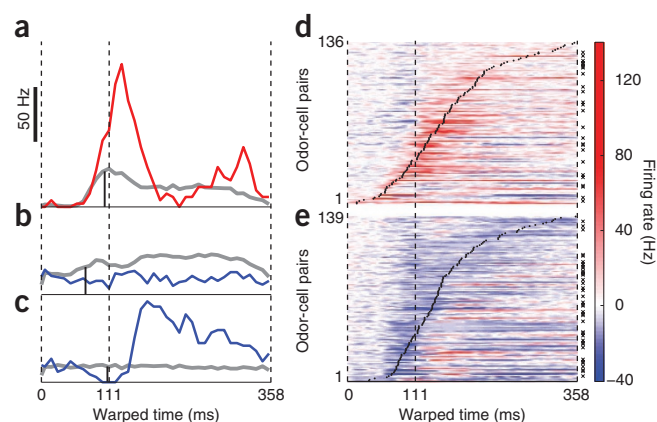 a
50 Hz
b
c
0
111
358
Warped time (ms)
d
136
Odor-cell pairs
1
e
139
Odor-cell pairs
1
0
111
358
Warped time (ms)
120
80
40
0
−40
Firing rate (Hz)